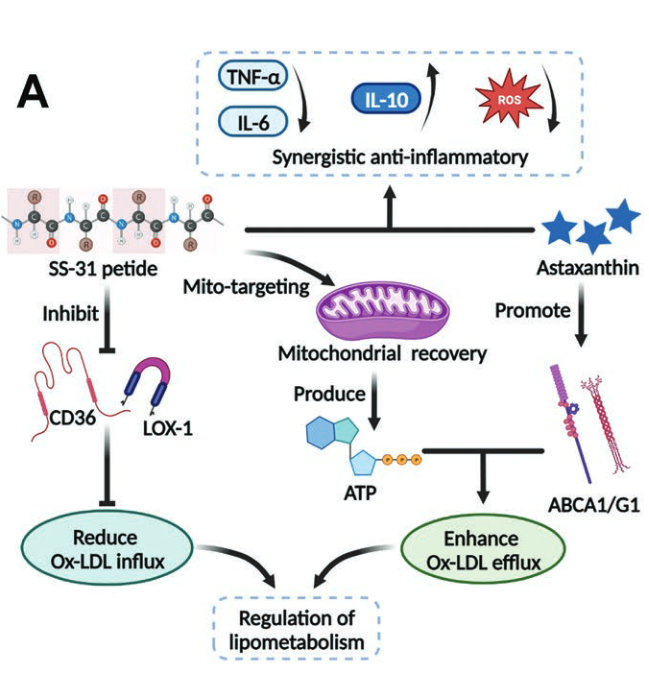 A
TNF-α
IL-6
IL-10
ROS
Synergistic anti-inflammatory
R
R
O
O
H
H
N
C
C
N
C
C
N
C
C
N
C
C
H
H
O
R
H
H
O
R
SS-31 petide
Astaxanthin
Mito-targeting
Inhibit
Promote
Mitochondrial recovery
Produce
CD36
LOX-1
P
P
P
ATP
ABCA1/G1
Reduce
Ox-LDL influx
Enhance
Ox-LDL efflux
Regulation of
lipometabolism